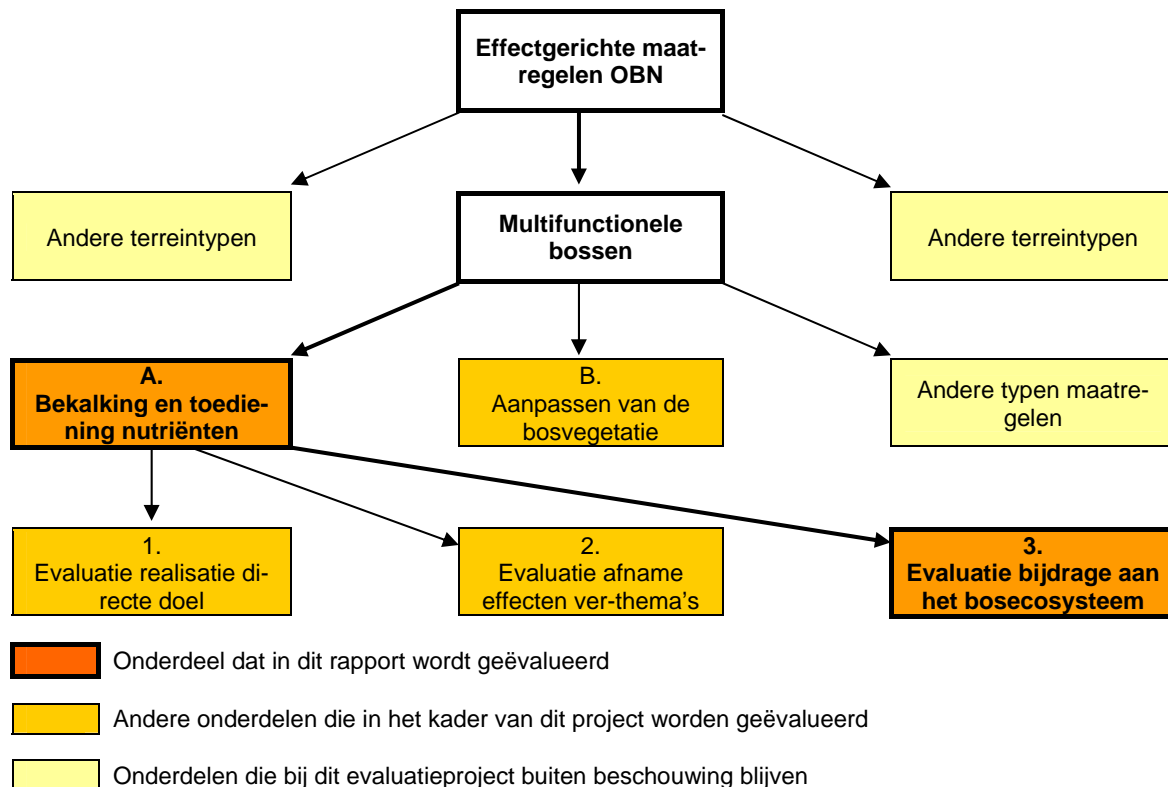 Effectgerichte maat-
regelen OBN
Andere terreintypen
Multifunctionele
bossen
Andere terreintypen
A.
Bekalking en toedie-
ning nutriënten
B.
Aanpassen van de
bosvegetatie
Andere typen maatre-
gelen
1.
Evaluatie realisatie di-
recte doel
2.
Evaluatie afname
effecten ver-thema's
3.
Evaluatie bijdrage aan
het bosecosysteem
Onderdeel dat in dit rapport wordt geëvalueerd
Andere onderdelen die in het kader van dit project worden geëvalueerd
Onderdelen die bij dit evaluatieproject buiten beschouwing blijven